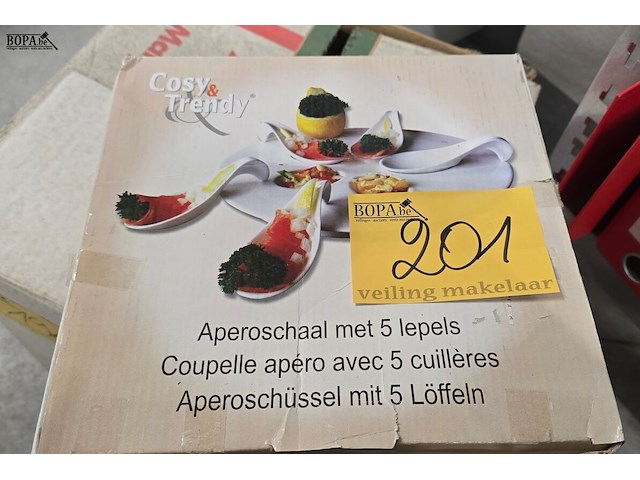 BOPA.be
Ma
Cosy &
Trendy®
BOPA.be
201
veiling makelaar
Aperoschaal met 5 lepels
Coupelle apéro avec 5 cuillères
Aperoschüssel mit 5 Löffeln